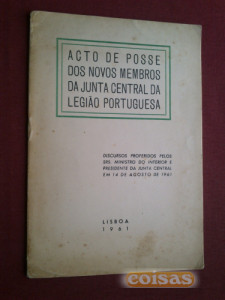 ACTO DE POSSE
DOS NOVOS MEMBROS
DA JUNTA CENTRAL DA
LEGIÃO PORTUGUESA
DISCURSOS PROFERIDOS PELOS
SRS. MINISTRO DO INTERIOR E
PRESIDENTE DA JUNTA CENTRAL
EM 14 DE AGOSTO DE 1961
LISBOA
1961
coisas